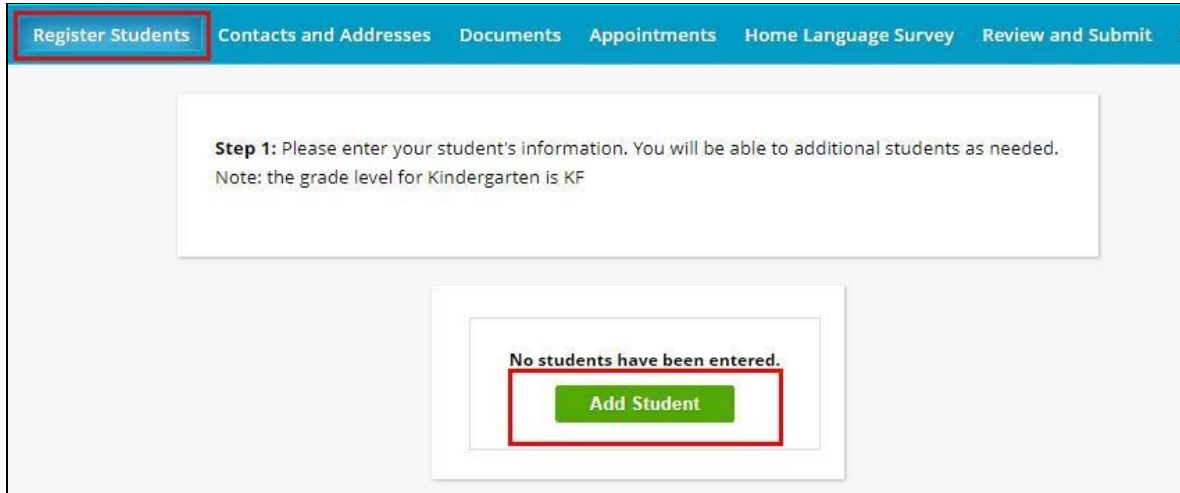 Register Students Contacts and Addresses Documents Appointments Home Language Survey Review and Submit
Step 1: Please enter your student's information. You will be able to additional students as needed.
Note: the grade level for Kindergarten is KF
No students have been entered.
Add Student